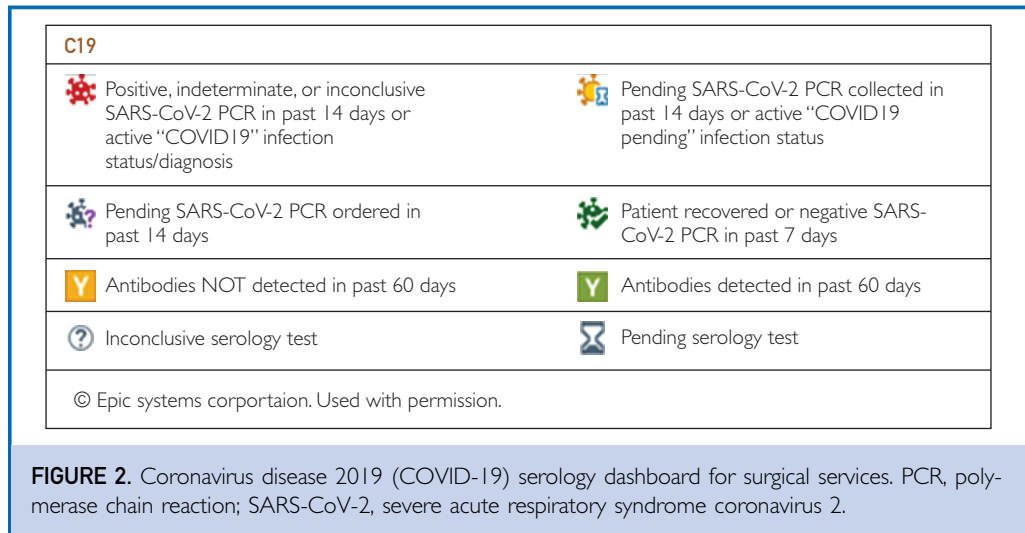 C19
Positive, indeterminate, or inconclusive
SARS-CoV-2 PCR in past 14 days or
active “COVID19” infection
status/diagnosis
Pending SARS-CoV-2 PCR collected in
past 14 days or active “COVID19
pending” infection status
? Pending SARS-CoV-2 PCR ordered in
past 14 days
Patient recovered or negative SARS-
CoV-2 PCR in past 7 days
Y Antibodies NOT detected in past 60 days
Y Antibodies detected in past 60 days
? Inconclusive serology test
Pending serology test
© Epic systems corportaion. Used with permission.
FIGURE 2. Coronavirus disease 2019 (COVID-19) serology dashboard for surgical services. PCR, poly-
merase chain reaction; SARS-CoV-2, severe acute respiratory syndrome coronavirus 2.